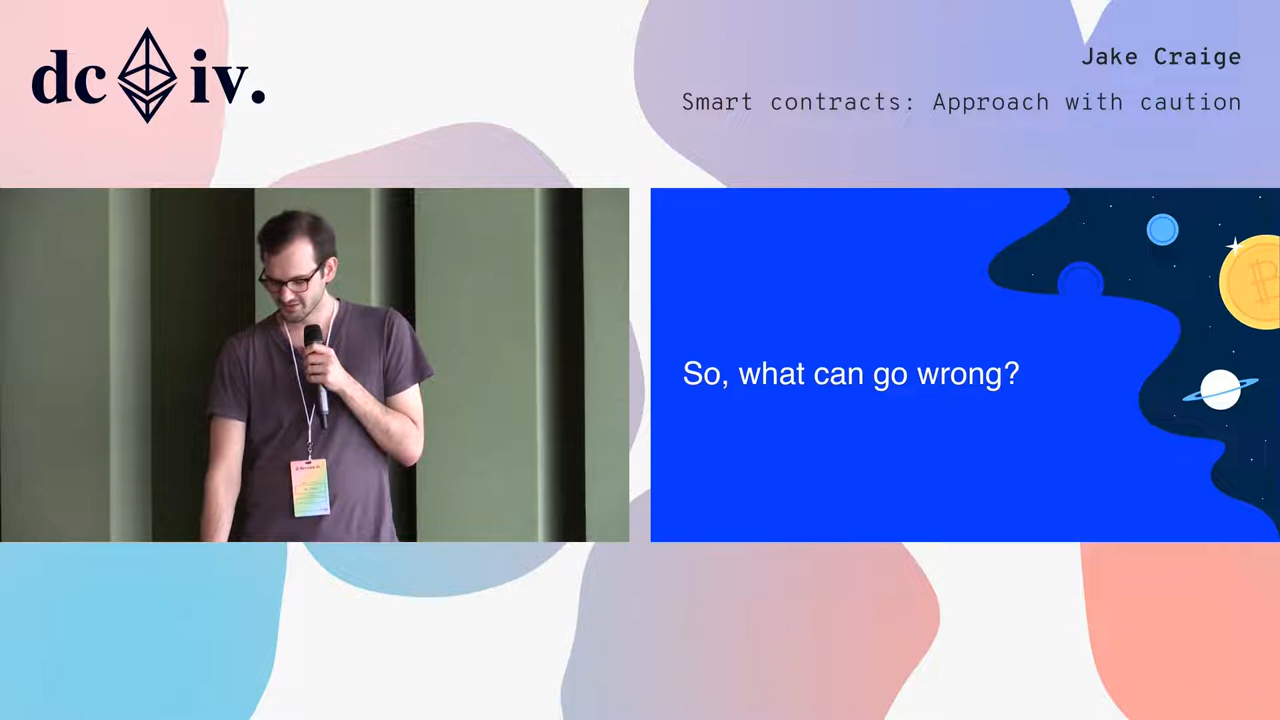 dc iv.
Jake Craige
Smart contracts: Approach with caution
So, what can go wrong?